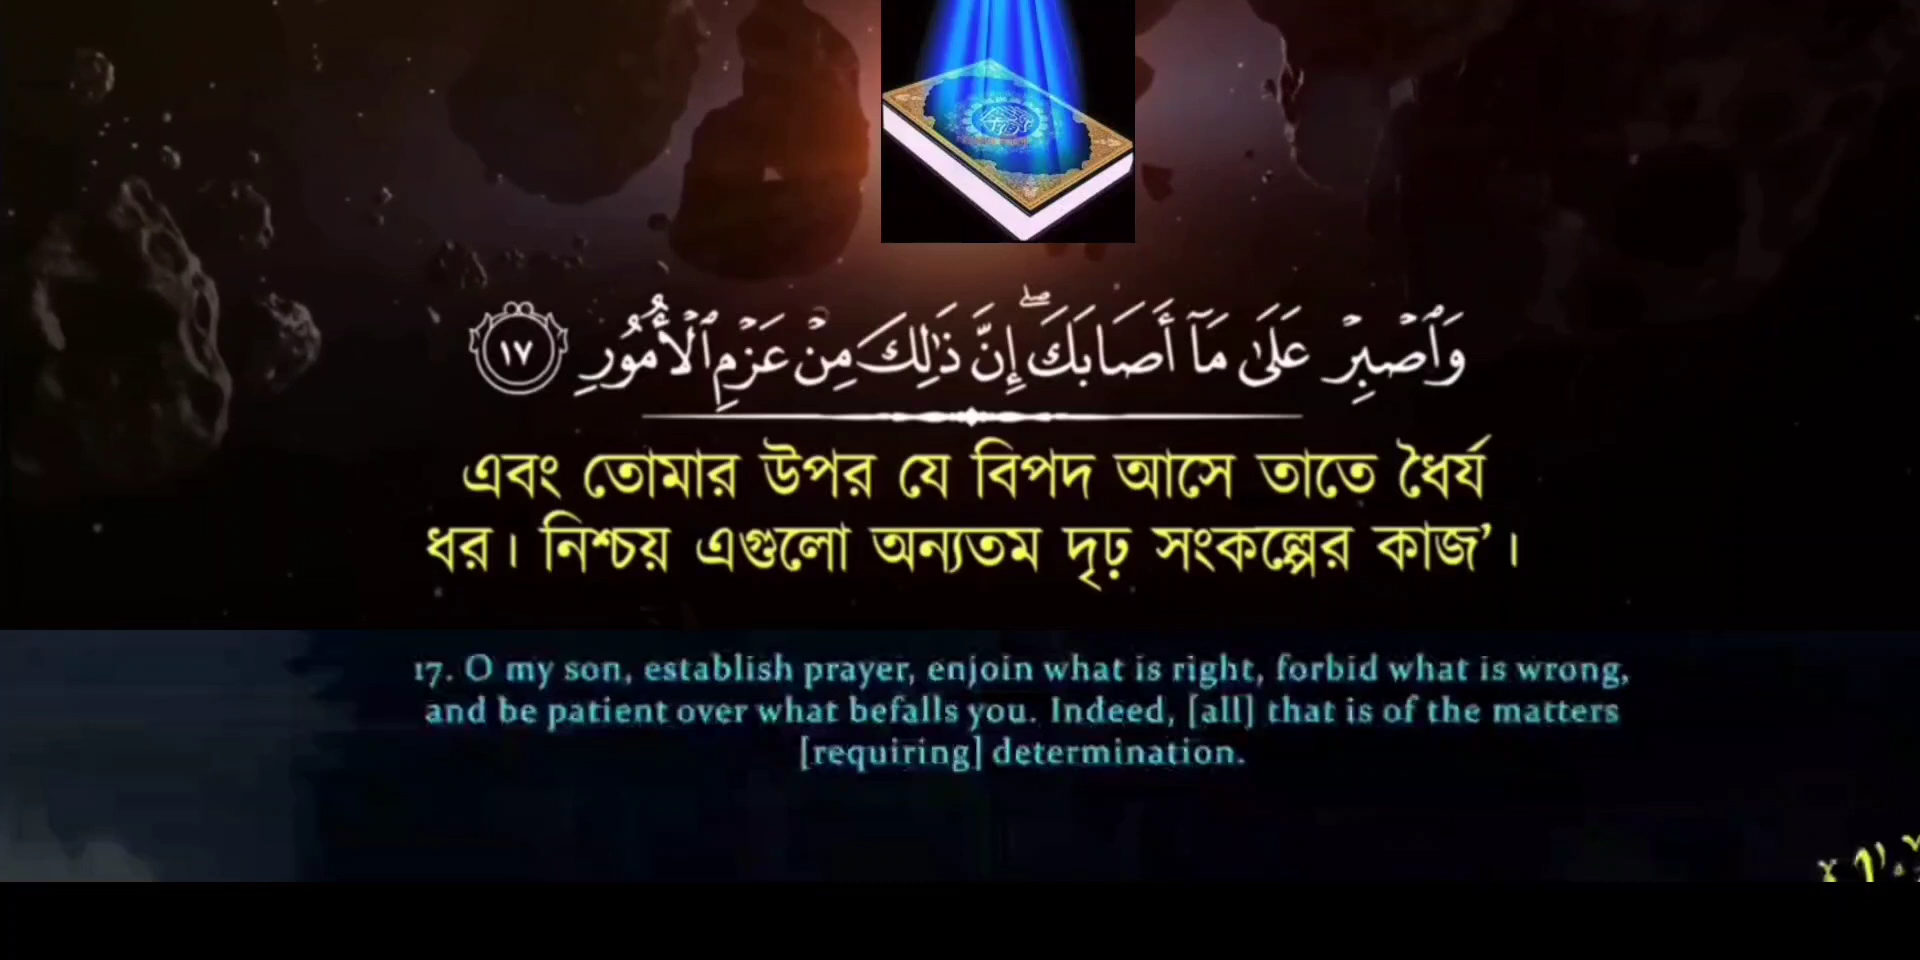 وَٱصۡبِرۡ عَلَىٰ مَآ أَصَابَكَۖ إِنَّ ذَٰلِكَ مِنۡ عَزۡمِ ٱلۡأُمُورِ ١٧
এবং তোমার উপর যে বিপদ আসে তাতে ধৈর্য
ধর। নিশ্চয় এগুলো অন্যতম দৃঢ় সংকল্পের কাজ’।
17. O my son, establish prayer, enjoin what is right, forbid what is wrong,
and be patient over what befalls you. Indeed, [all] that is of the matters
[requiring] determination.